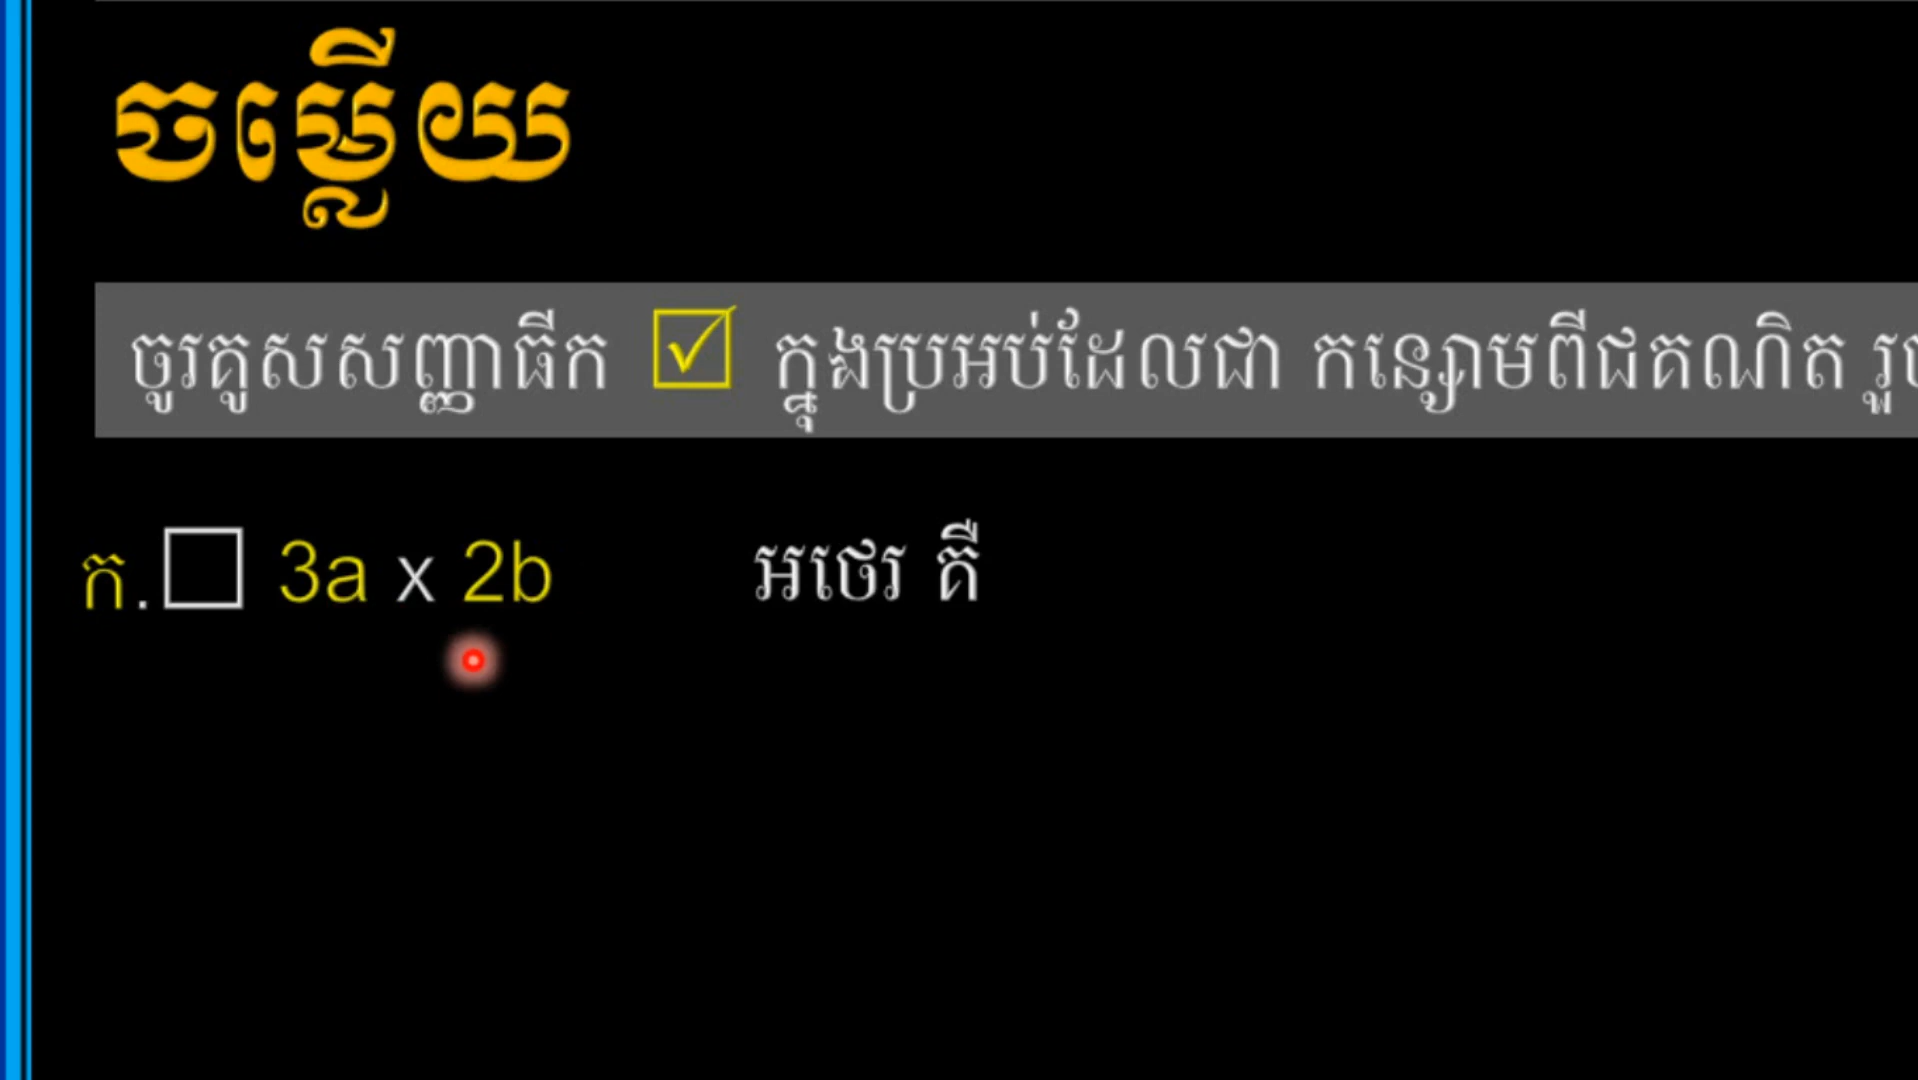 ចម្លើយ
ចូរគូសសញ្ញាធីក ☑ ក្នុងប្រអប់ដែលជា កន្សោមពីជគណិត
ក.☐ 3a x 2b អថេរ គឺ